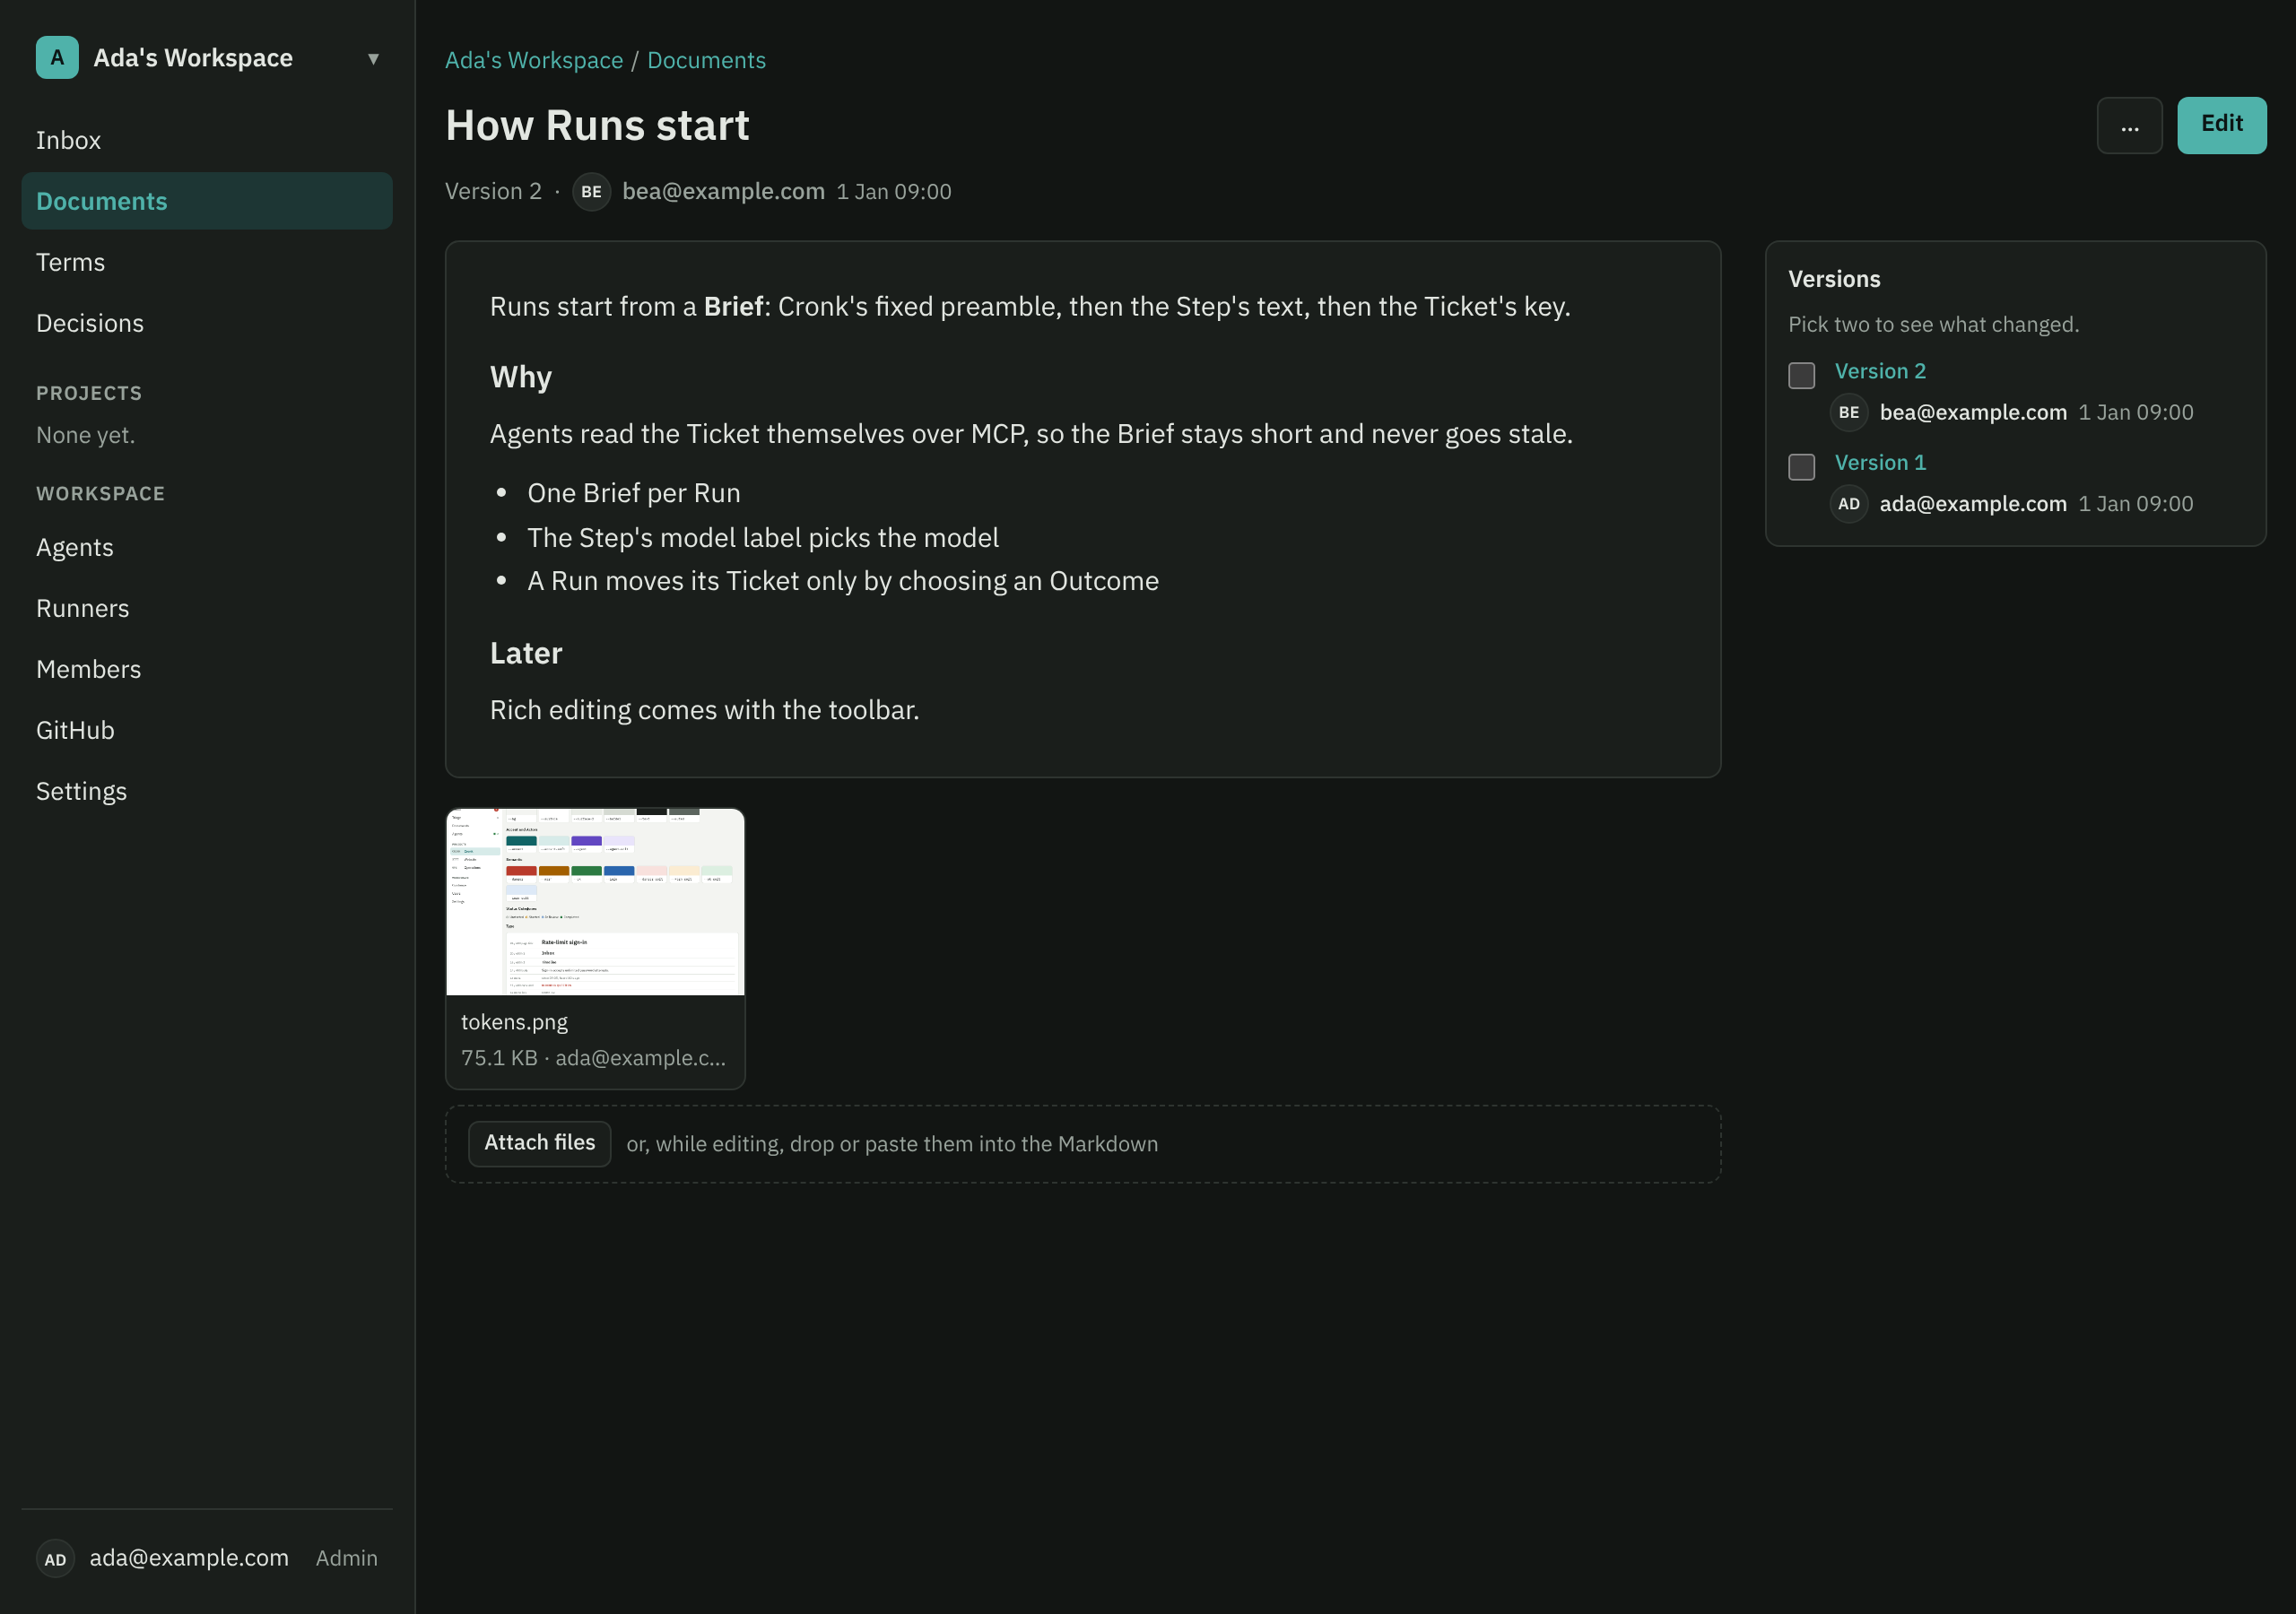 A Ada's Workspace ▾
Inbox
Documents
Terms
Decisions
PROJECTS
None yet.
WORKSPACE
Agents
Runners
Members
GitHub
Settings
AD ada@example.com Admin
Ada's Workspace / Documents
How Runs start
... Edit
Version 2 · BE bea@example.com 1 Jan 09:00
Runs start from a Brief: Cronk's fixed preamble, then the Step's text, then the Ticket's key.
Why
Agents read the Ticket themselves over MCP, so the Brief stays short and never goes stale.
• One Brief per Run
• The Step's model label picks the model
• A Run moves its Ticket only by choosing an Outcome
Later
Rich editing comes with the toolbar.
Rate-limit sign-in
tokens.png
75.1 KB · ada@example.c...
Attach files or, while editing, drop or paste them into the Markdown
Versions
Pick two to see what changed.
Version 2
BE bea@example.com 1 Jan 09:00
Version 1
AD ada@example.com 1 Jan 09:00